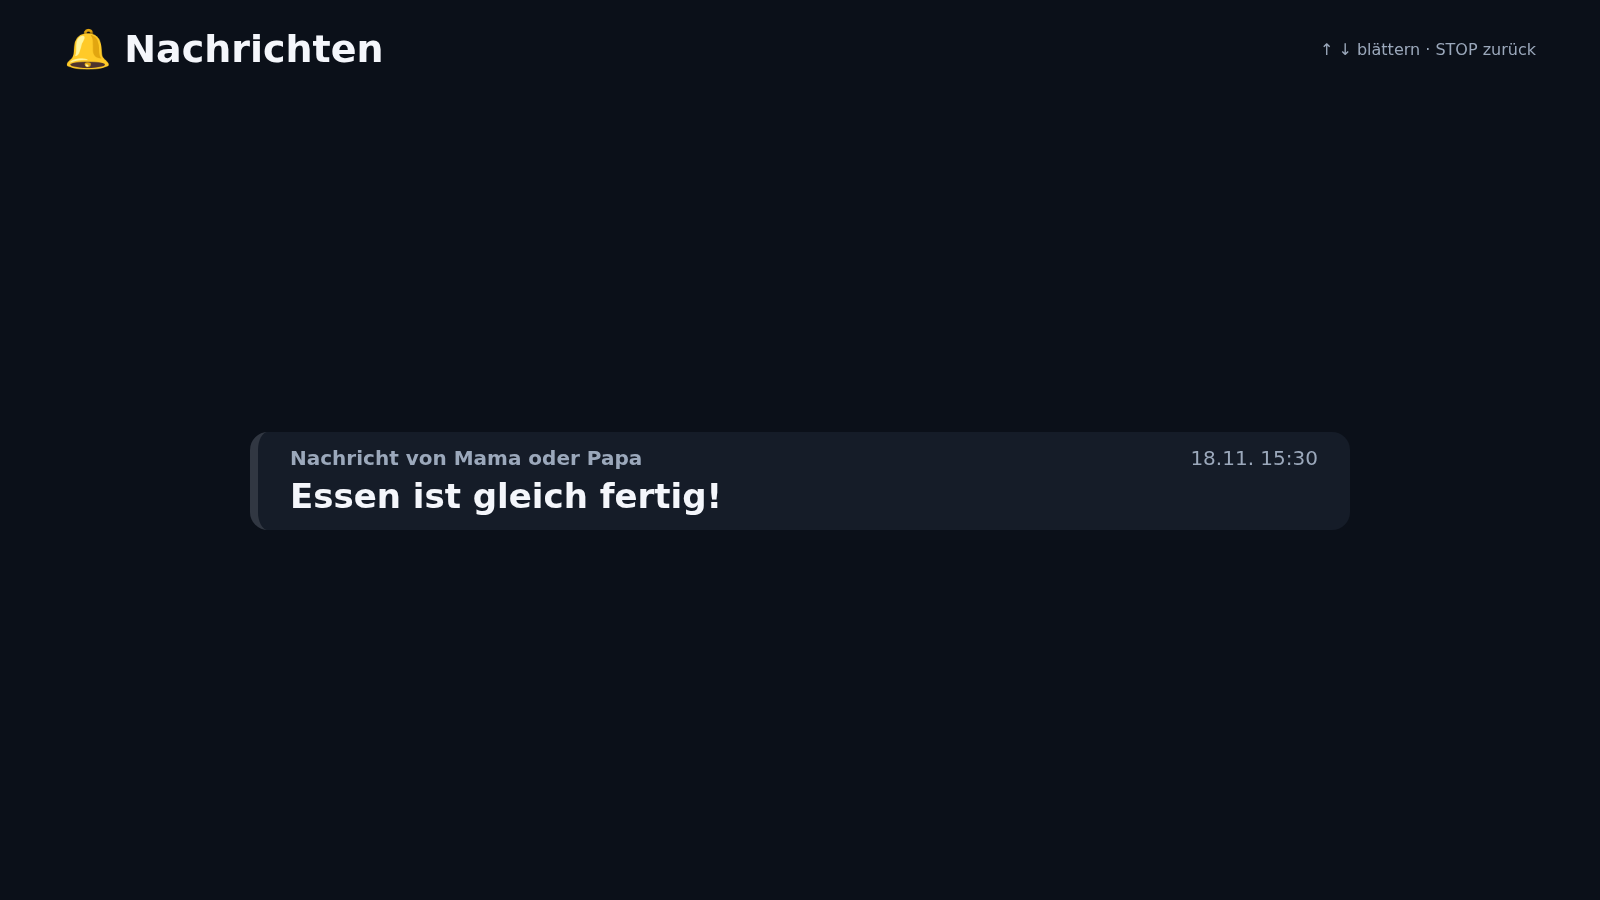 🔔 Nachrichten
↑ ↓ blättern · STOP zurück
Nachricht von Mama oder Papa
18.11. 15:30
Essen ist gleich fertig!